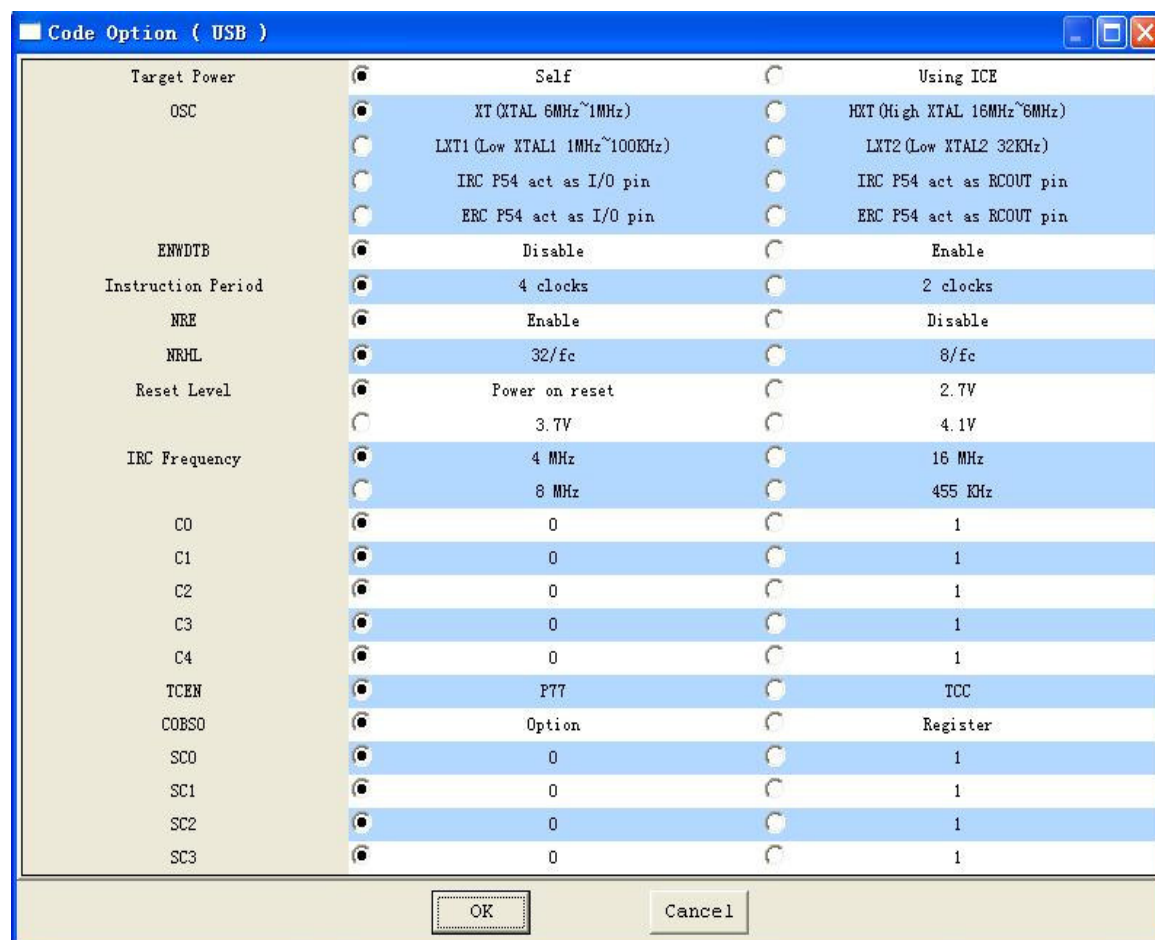 Code Option ( USB )
Target Power Self Using ICE
OSC XT(XTAL 6MHz~1MHz) HXT(High XTAL 16MHz~6MHz)
LXT1(Low XTAL1 1MHz~100KHz) LXT2(Low XTAL2 32KHz)
IRC P54 act as I/O pin IRC P54 act as RCOUT pin
ERC P54 act as I/O pin ERC P54 act as RCOUT pin
ENWDTB Disable Enable
Instruction Period 4 clocks 2 clocks
NRE Enable Disable
NRHL 32/fc 8/fc
Reset Level Power on reset 2.7V
3.7V 4.1V
IRC Frequency 4 MHz 16 MHz
8 MHz 455 KHz
C0 0 1
C1 0 1
C2 0 1
C3 0 1
C4 0 1
TCEN P77 TCC
COBS0 Option Register
SC0 0 1
SC1 0 1
SC2 0 1
SC3 0 1
OK Cancel